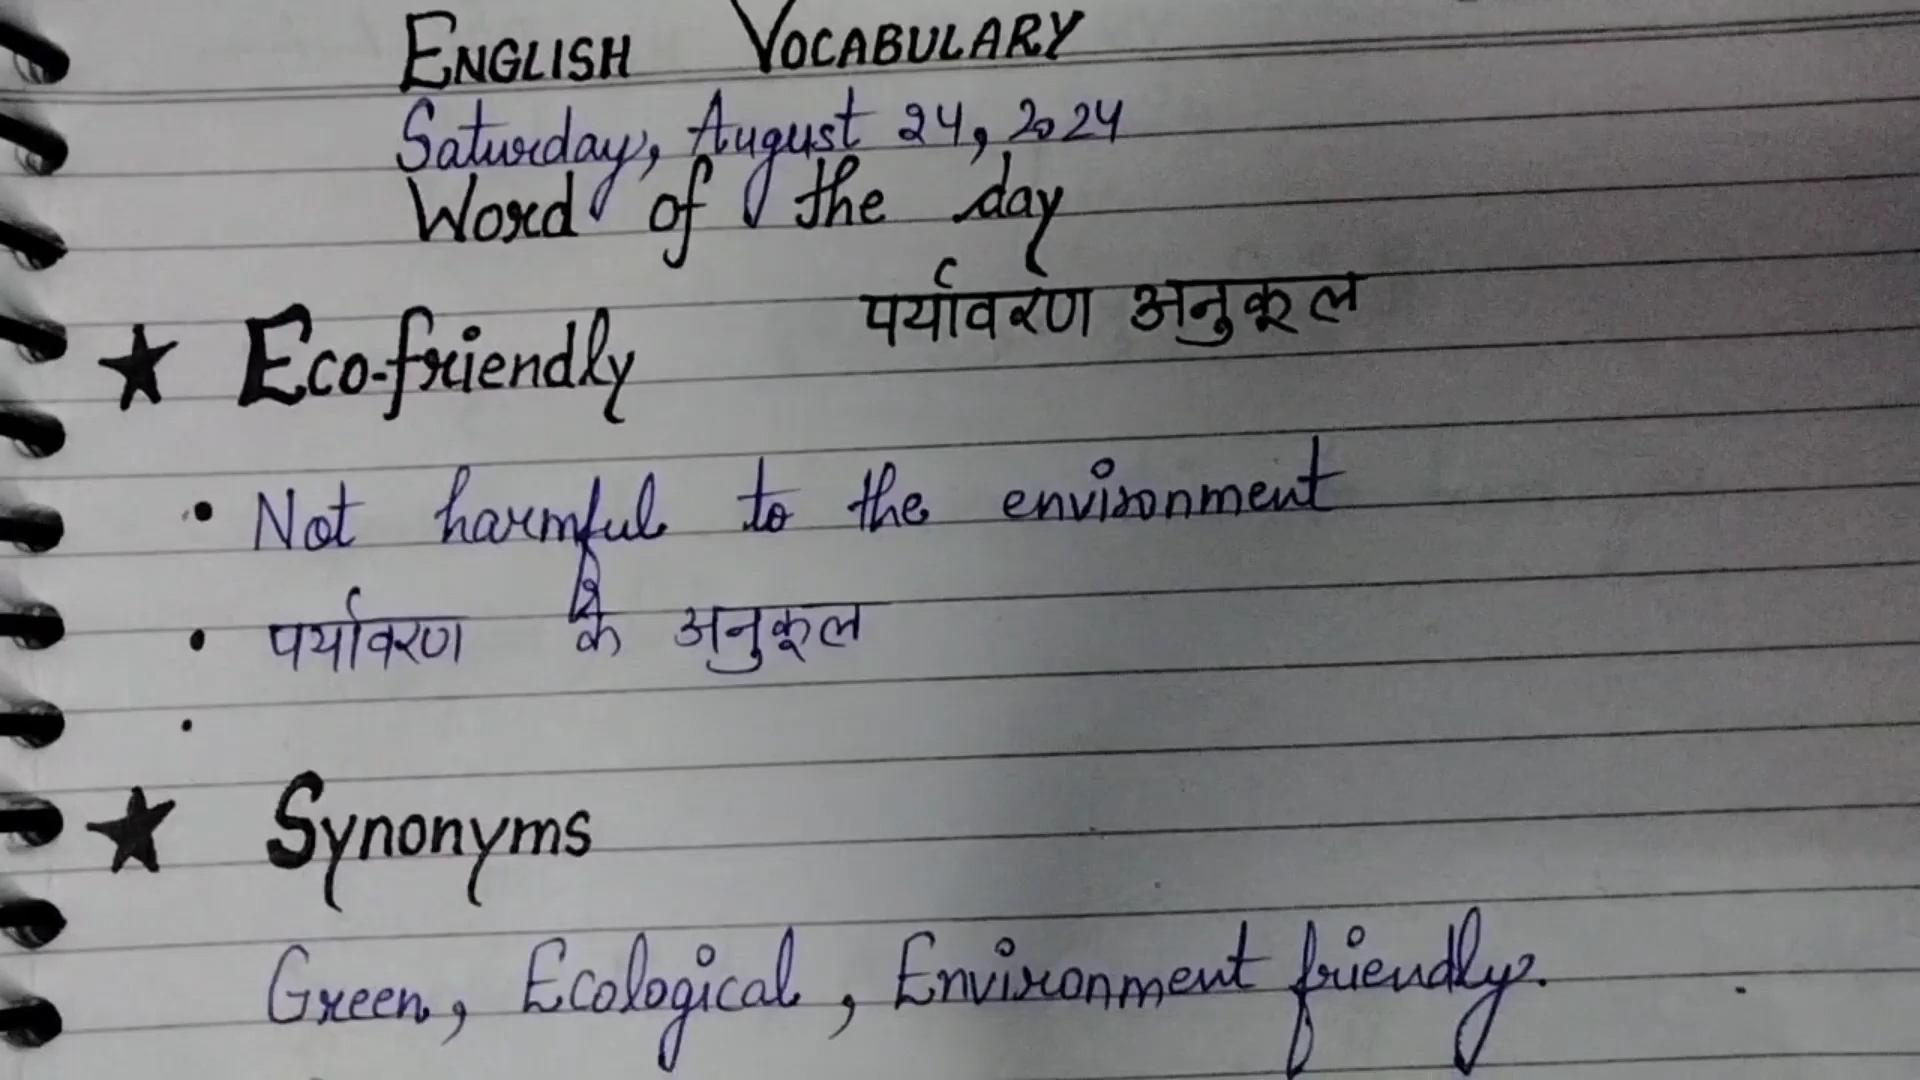 ENGLISH VOCABULARY
Saturday, August 24, 2024
Word of the day
पर्यावरण अनुकूल
★ Eco-friendly
• Not harmful to the environment
• पर्यावरण के अनुकूल
•
★ Synonyms
Green, Ecological, Environment friendly.